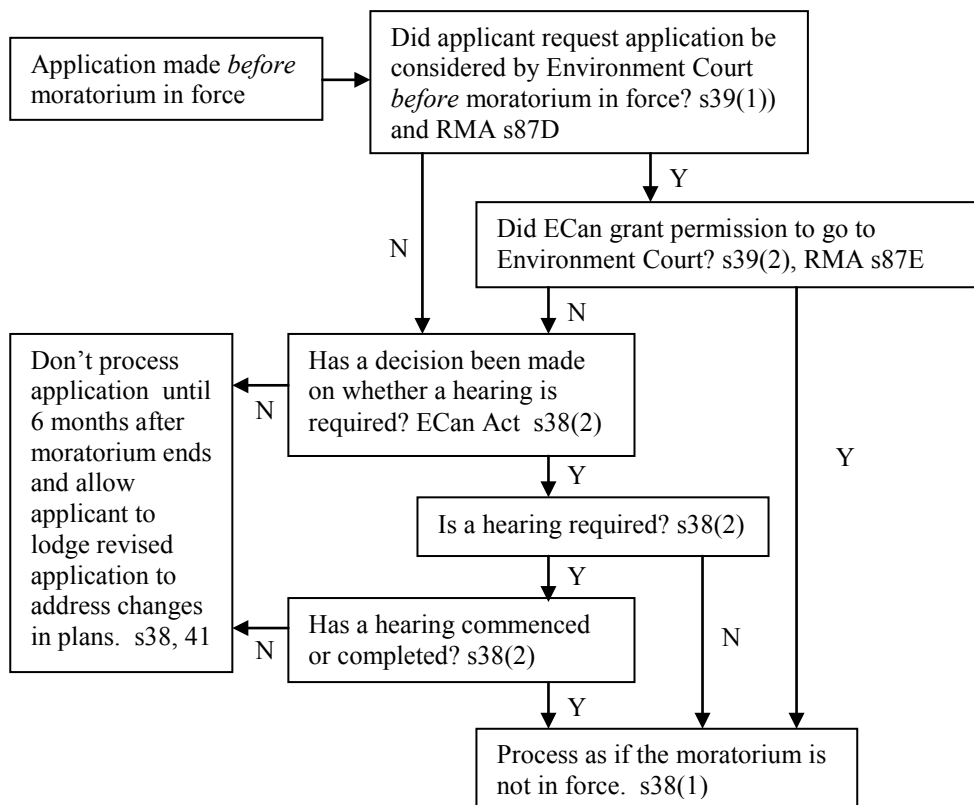 Application made before
moratorium in force
Did applicant request application be
considered by Environment Court
before moratorium in force? s39(1))
and RMA s87D
N
Y
Did ECan grant permission to go to
Environment Court? s39(2), RMA s87E
N
Y
Has a decision been made
on whether a hearing is
required? ECan Act s38(2)
N
Don’t process
application until
6 months after
moratorium ends
and allow
applicant to
lodge revised
application to
address changes
in plans. s38, 41
Y
Is a hearing required? s38(2)
Y
N
Has a hearing commenced
or completed? s38(2)
N
Y
Process as if the moratorium is
not in force. s38(1)